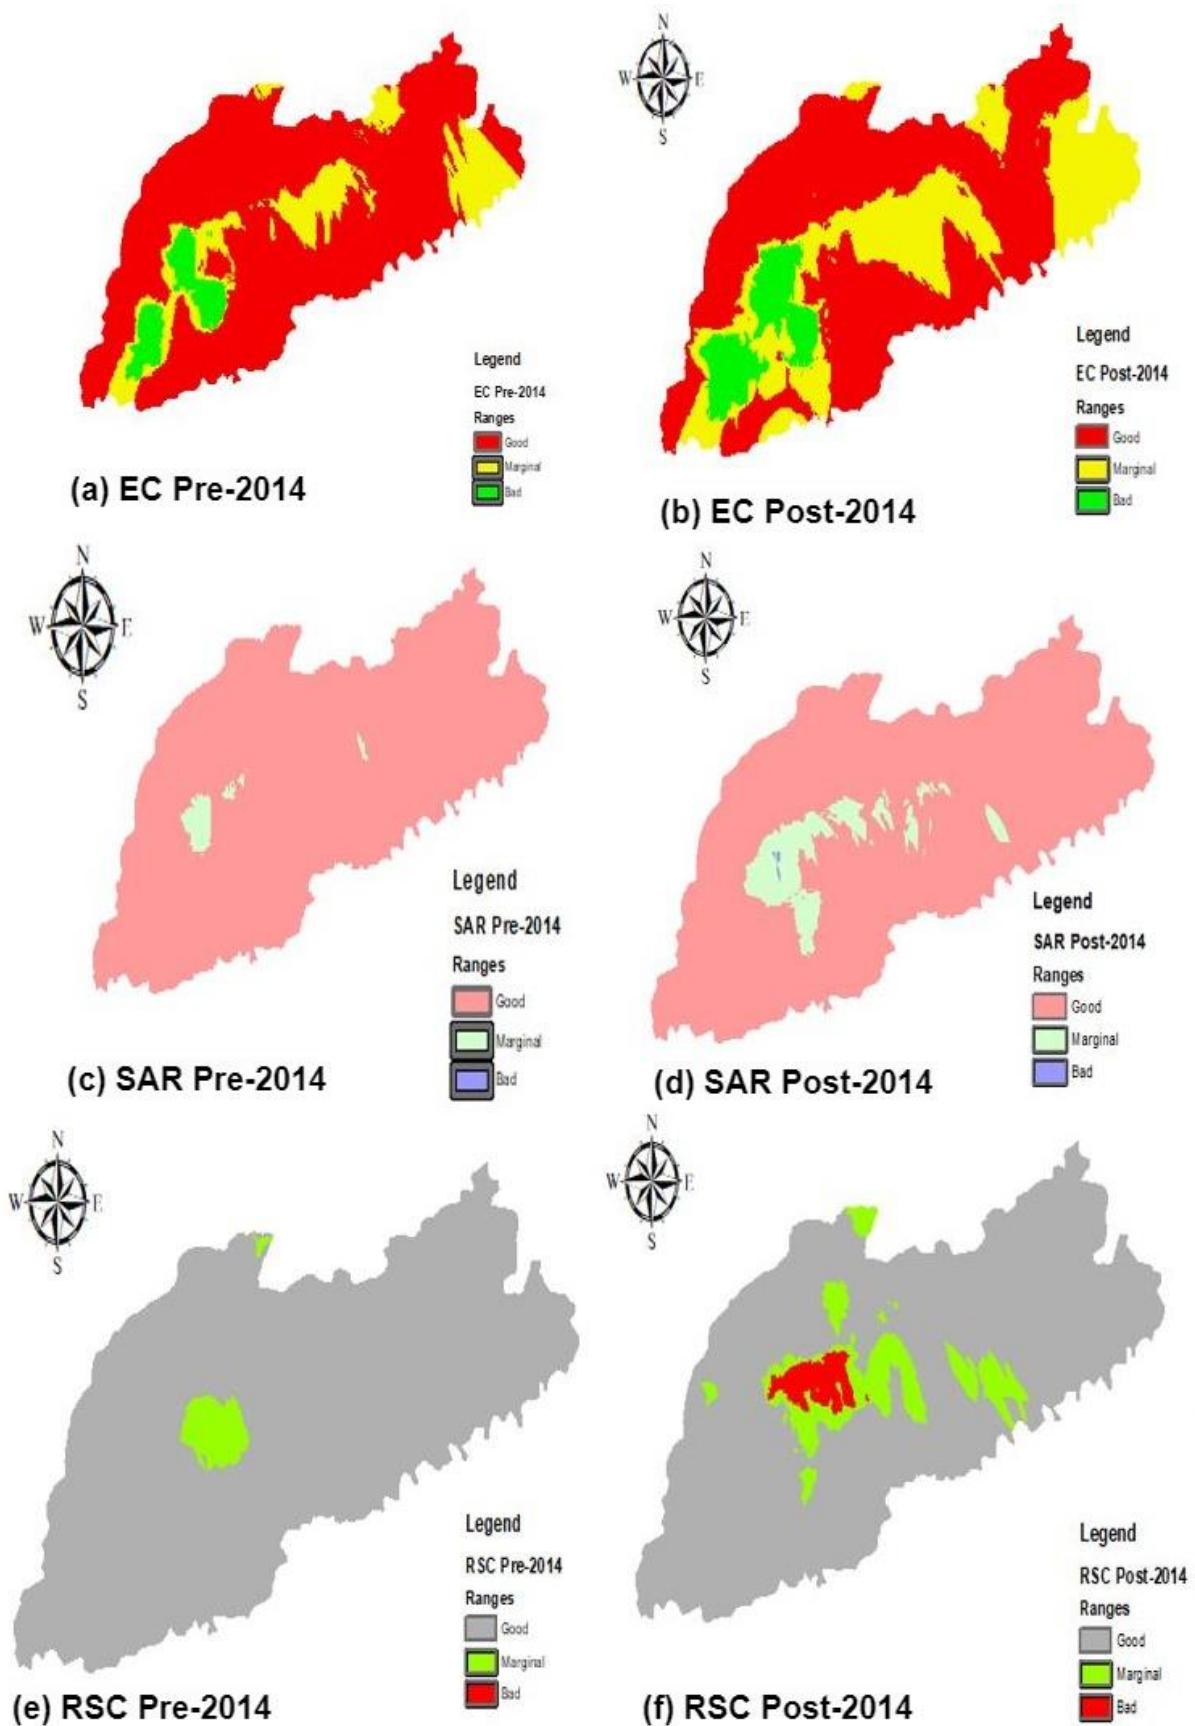 N
W E
S
Legend
EC Pre-2014
Ranges
Good
Marginal
Bad
(a) EC Pre-2014
Legend
EC Post-2014
Ranges
Good
Marginal
Bad
(b) EC Post-2014
N
W E
S
Legend
SAR Pre-2014
Ranges
Good
Marginal
Bad
(c) SAR Pre-2014
N
W E
S
Legend
SAR Post-2014
Ranges
Good
Marginal
Bad
(d) SAR Post-2014
N
W E
S
Legend
RSC Pre-2014
Ranges
Good
Marginal
Bad
(e) RSC Pre-2014
N
W E
S
Legend
RSC Post-2014
Ranges
Good
Marginal
Bad
(f) RSC Post-2014